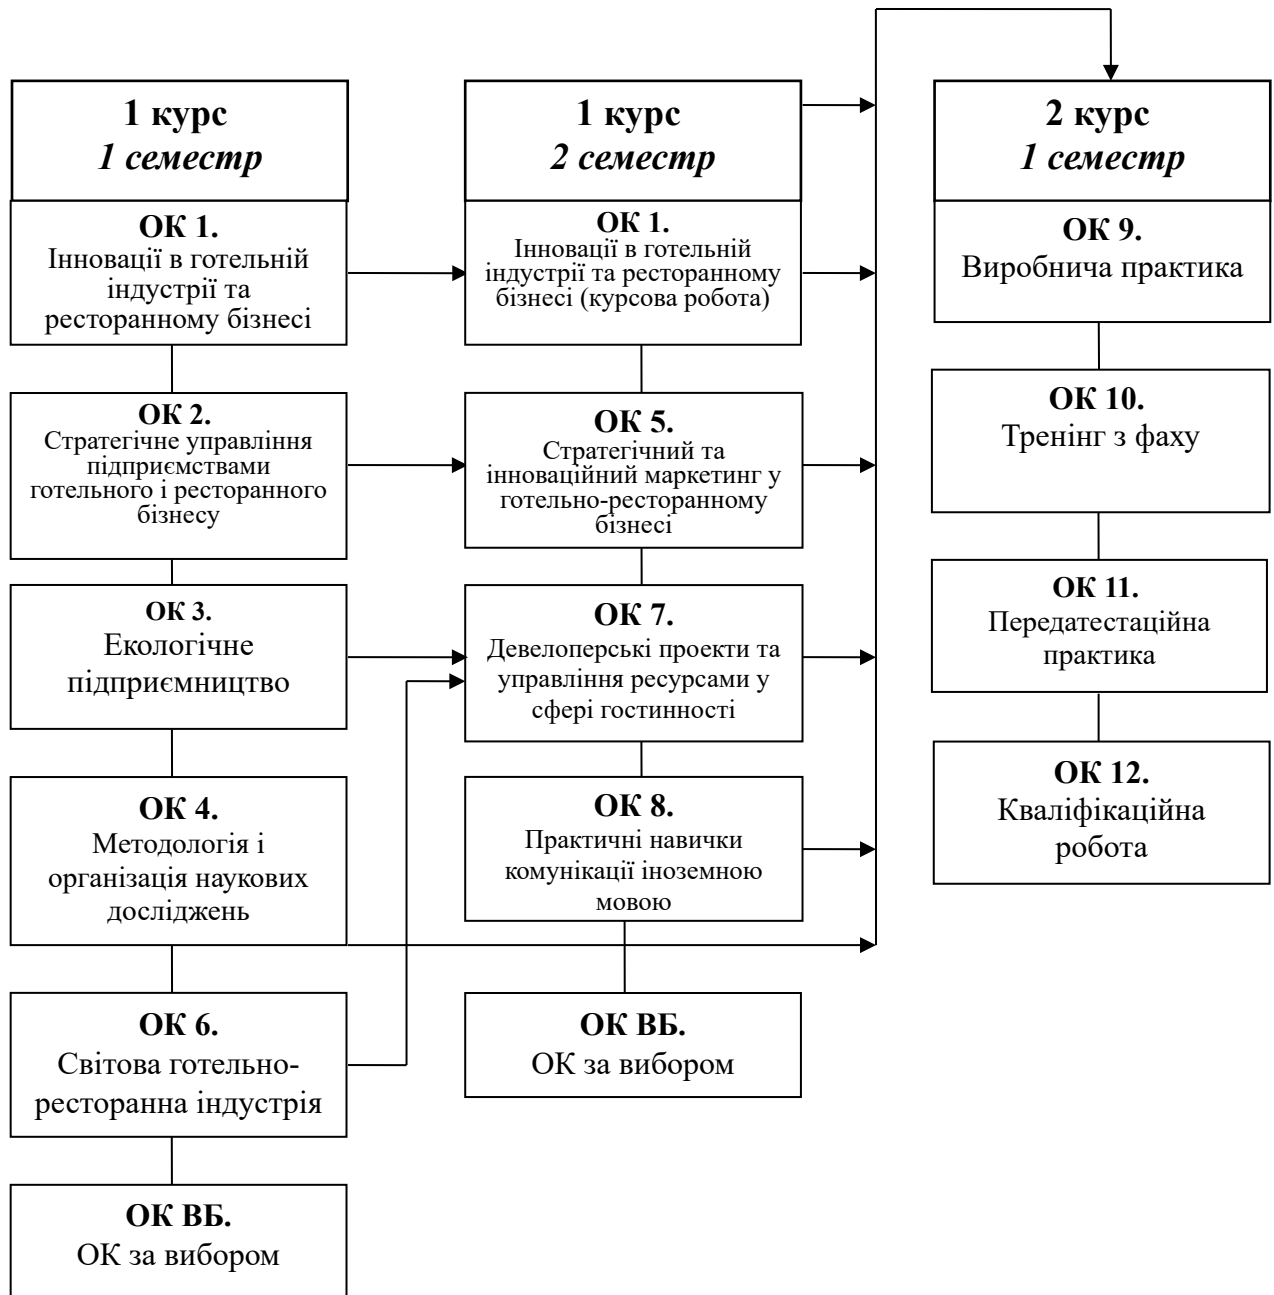 1 курс
1 семестр
ОК 1.
Інновації в готельній
індустрії та
ресторанному бізнесі
ОК 2.
Стратегічне управління
підприємствами
готельного і ресторанного
бізнесу
ОК 3.
Екологічне
підприємництво
ОК 4.
Методологія і
організація наукових
досліджень
ОК 6.
Світова готельно-
ресторанна індустрія
ОК ВБ.
ОК за вибором
1 курс
2 семестр
ОК 1.
Інновації в готельній
індустрії та ресторанному
бізнесі (курсова робота)
ОК 5.
Стратегічний та
інноваційний маркетинг у
готельно-ресторанному
бізнесі
ОК 7.
Девелоперські проекти та
управління ресурсами у
сфері гостинності
ОК 8.
Практичні навички
комунікації іноземною
мовою
ОК ВБ.
ОК за вибором
2 курс
1 семестр
ОК 9.
Виробнича практика
ОК 10.
Тренінг з фаху
ОК 11.
Передатестаційна
практика
ОК 12.
Кваліфікаційна
робота